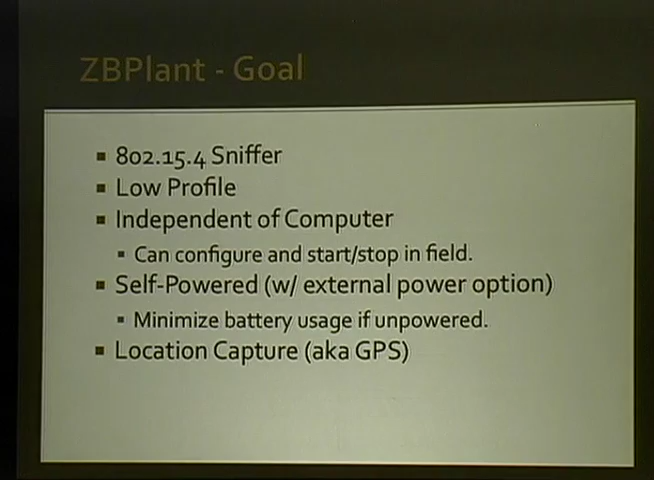 ZBPlant - Goal
802.15.4 Sniffer
Low Profile
Independent of Computer
Can configure and start/stop in field.
Self-Powered (w/ external power option)
Minimize battery usage if unpowered.
Location Capture (aka GPS)